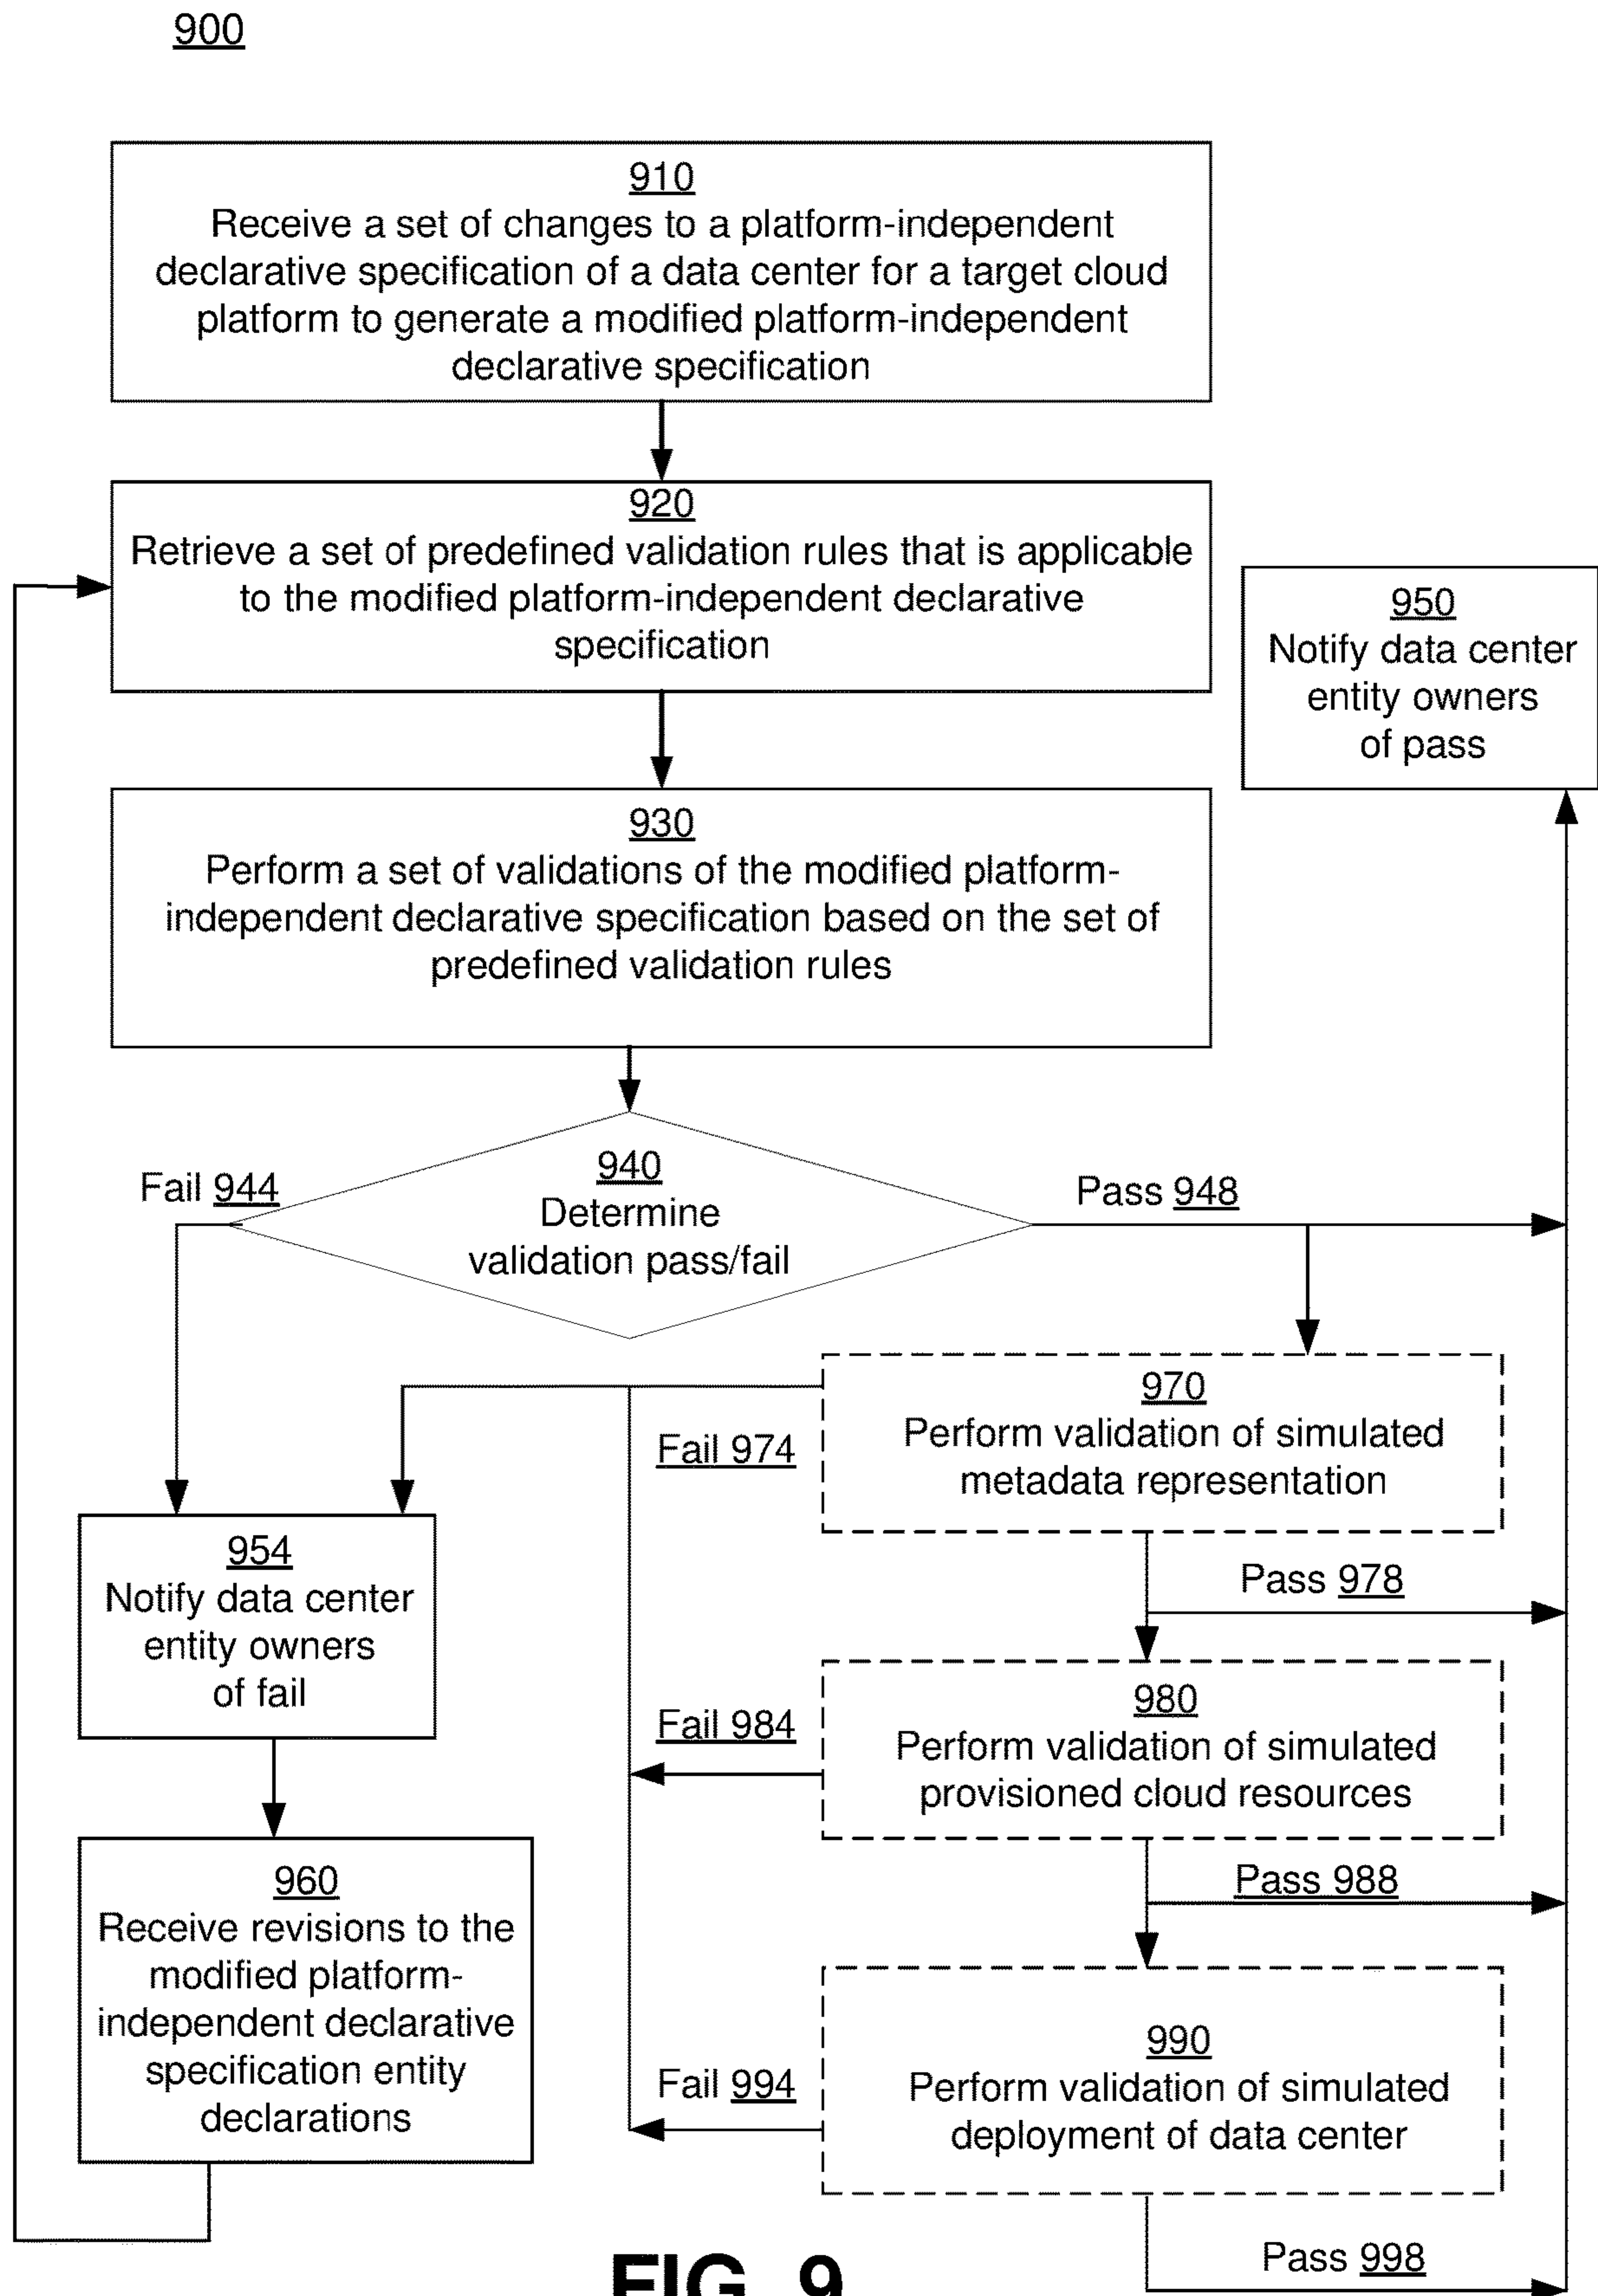 900
910
Receive a set of changes to a platform-independent
declarative specification of a data center for a target cloud
platform to generate a modified platform-independent
declarative specification
920
Retrieve a set of predefined validation rules that is applicable
to the modified platform-independent declarative
specification
950
Notify data center
entity owners
of pass
930
Perform a set of validations of the modified platform-
independent declarative specification based on the set of
predefined validation rules
940
Determine
validation pass/fail
Fail 944
Pass 948
970
Perform validation of simulated
metadata representation
Fail 974
Pass 978
954
Notify data center
entity owners
of fail
980
Perform validation of simulated
provisioned cloud resources
Fail 984
Pass 988
960
Receive revisions to the
modified platform-
independent declarative
specification entity
declarations
990
Perform validation of simulated
deployment of data center
Fail 994
Pass 998
FIG. 9